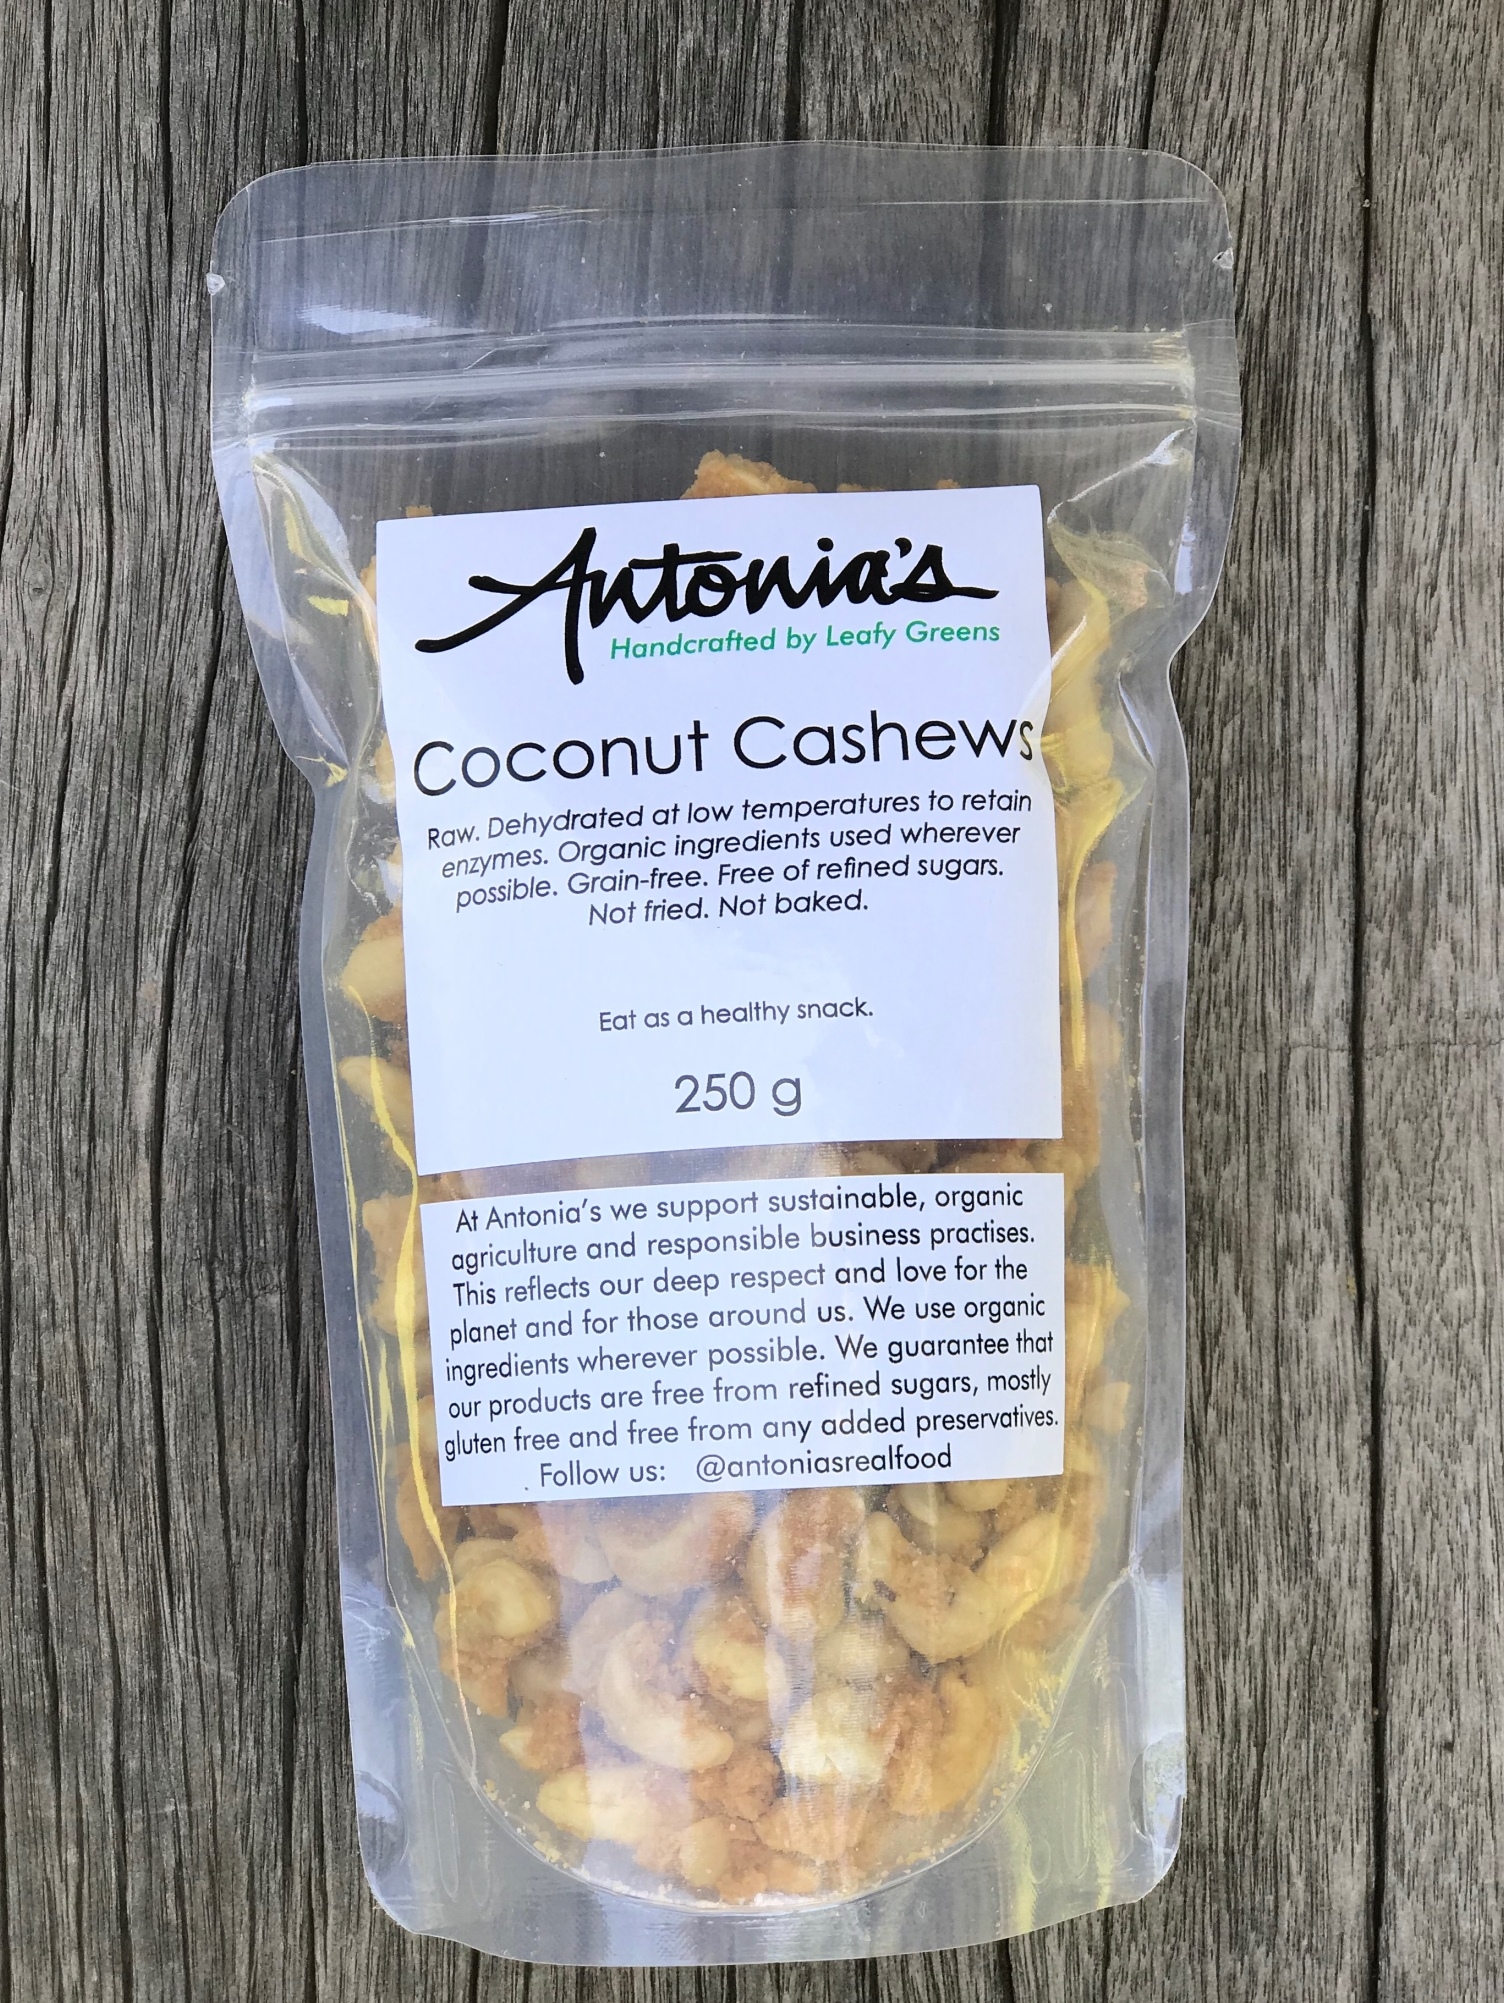 Antonia's
Handcrafted by Leafy Greens
Coconut Cashews
Raw. Dehydrated at low temperatures to retain
enzymes. Organic ingredients used wherever
possible. Grain-free. Free of refined sugars.
Not fried. Not baked.
Eat as a healthy snack.
250 g
At Antonia's we support sustainable, organic
agriculture and responsible business practises.
This reflects our deep respect and love for the
planet and for those around us. We use organic
ingredients wherever possible. We guarantee that
our products are free from refined sugars, mostly
gluten free and free from any added preservatives.
. Follow us: @antoniasrealfood